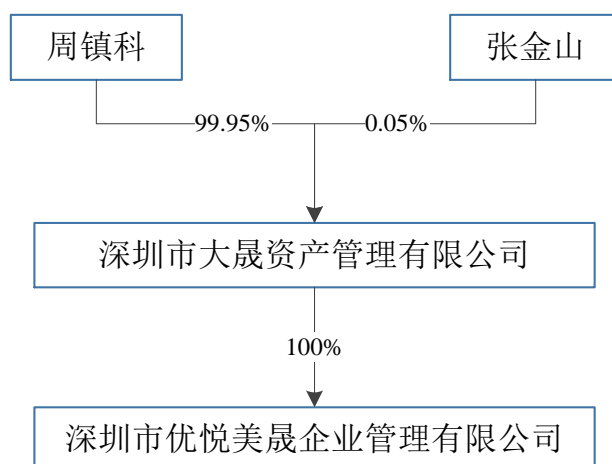 周镇科
张金山
99.95%
0.05%
深圳市大晟资产管理有限公司
100%
深圳市优悦美晟企业管理有限公司